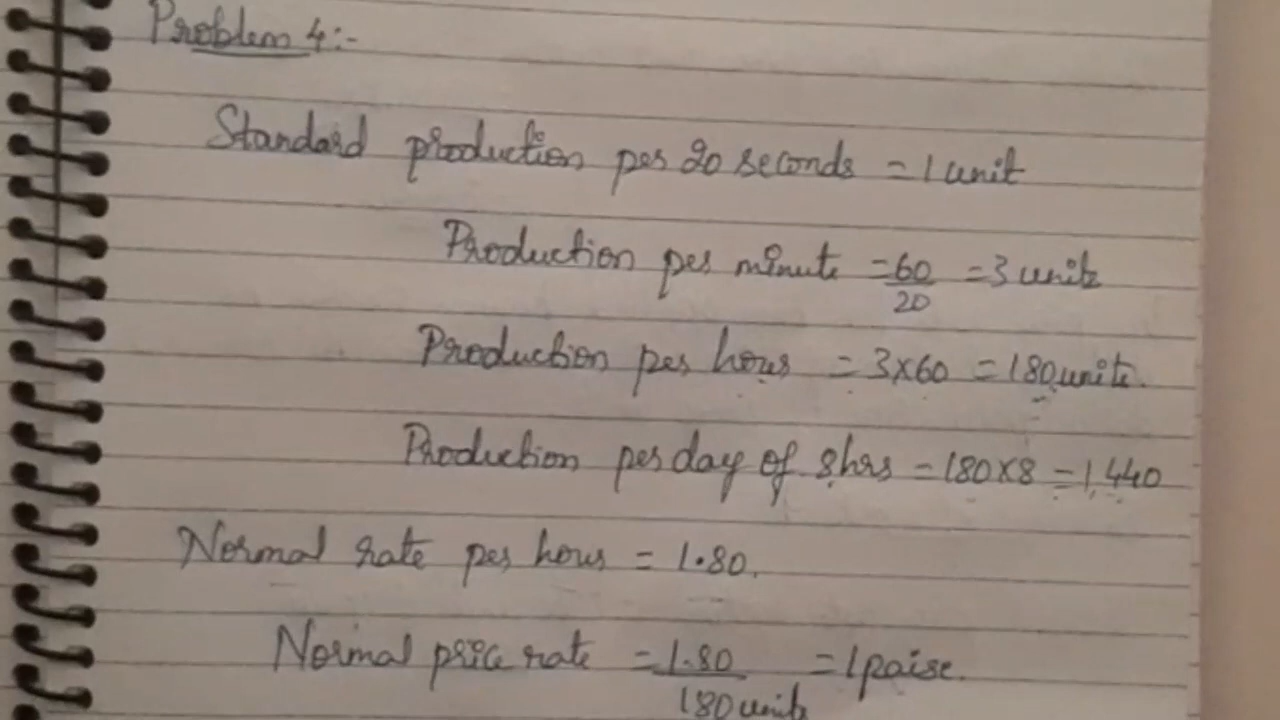 Problem 4:-
Standard production per 20 seconds = 1 unit
Production per minute = 60/20 = 3 units
Production per hour = 3x60 = 180 units.
Production per day of 8 hrs = 180x8 = 1,440
Normal rate per hour = 1.80.
Normal price rate = 1.80/180 units = 1 paise.